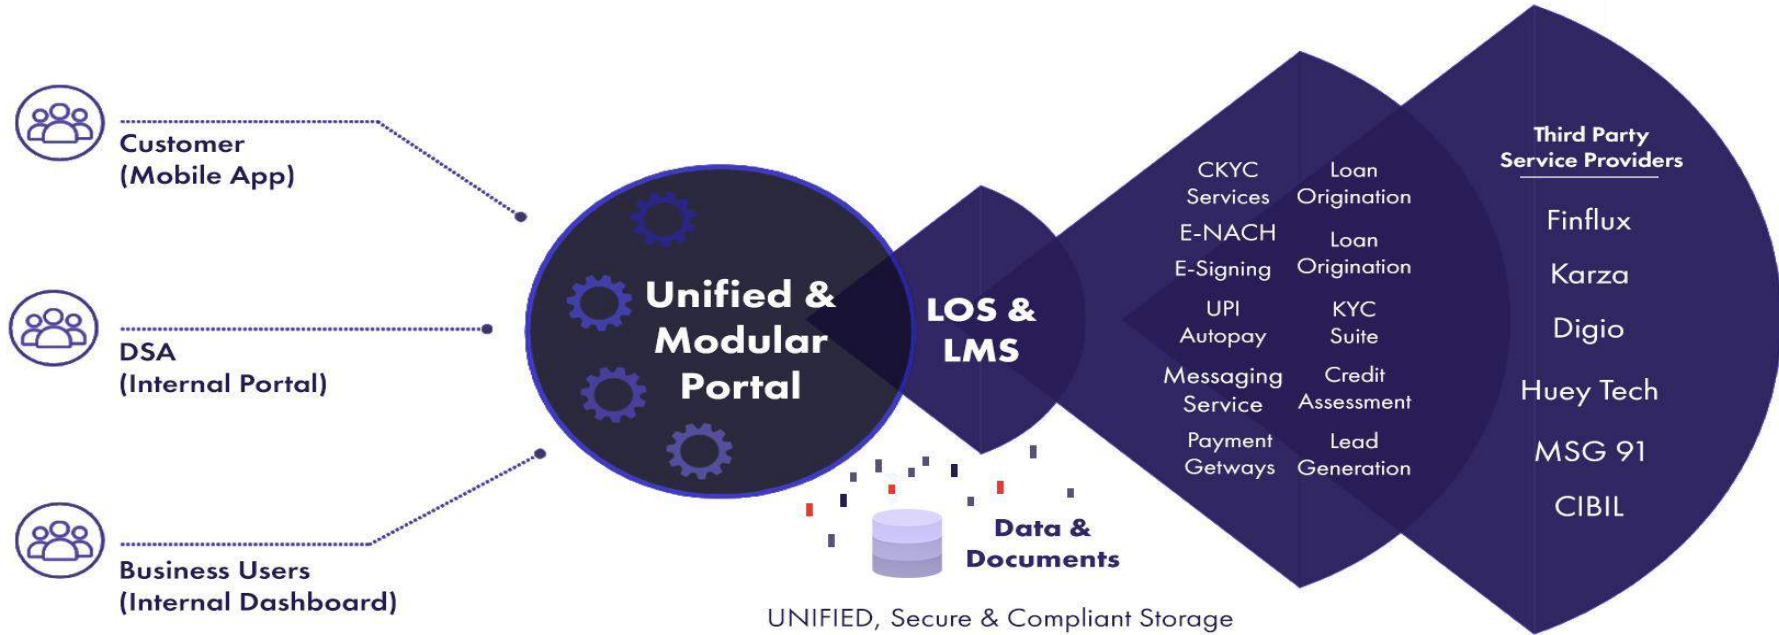 Customer
(Mobile App)
DSA
(Internal Portal)
Business Users
(Internal Dashboard)
Unified &
Modular
Portal
LOS &
LMS
Data &
Documents
UNIFIED, Secure & Compliant Storage
CKYC
Services
E-NACH
E-Signing
UPI
Autopay
Messaging
Service
Payment
Getways
Loan
Origination
Loan
Origination
KYC
Suite
Credit
Assessment
Lead
Generation
Third Party
Service Providers
Finflux
Karza
Digio
Huey Tech
MSG 91
CIBIL